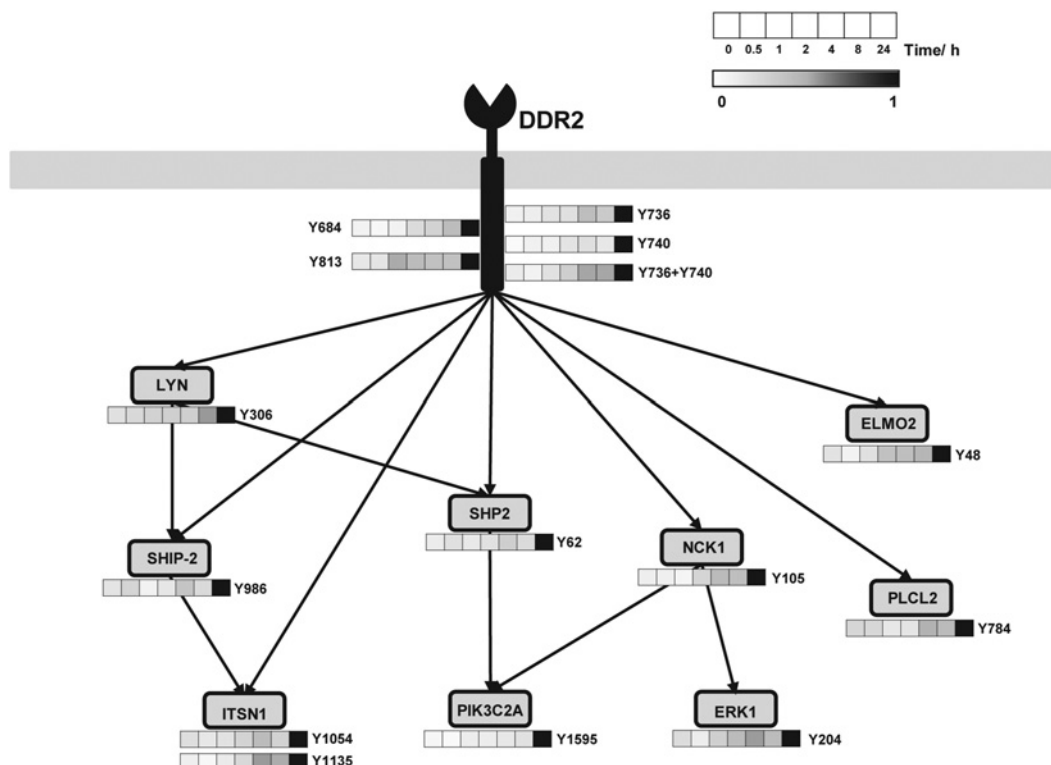 0 0.5 1 2 4 8 24 Time/ h
0 1
DDR2
Y684
Y736
Y740
Y813
Y736+Y740
LYN
Y306
ELMO2
Y48
SHP2
Y62
SHIP-2
Y986
NCK1
Y105
PLCL2
Y784
ITSN1
Y1054
Y1135
PIK3C2A
Y1595
ERK1
Y204